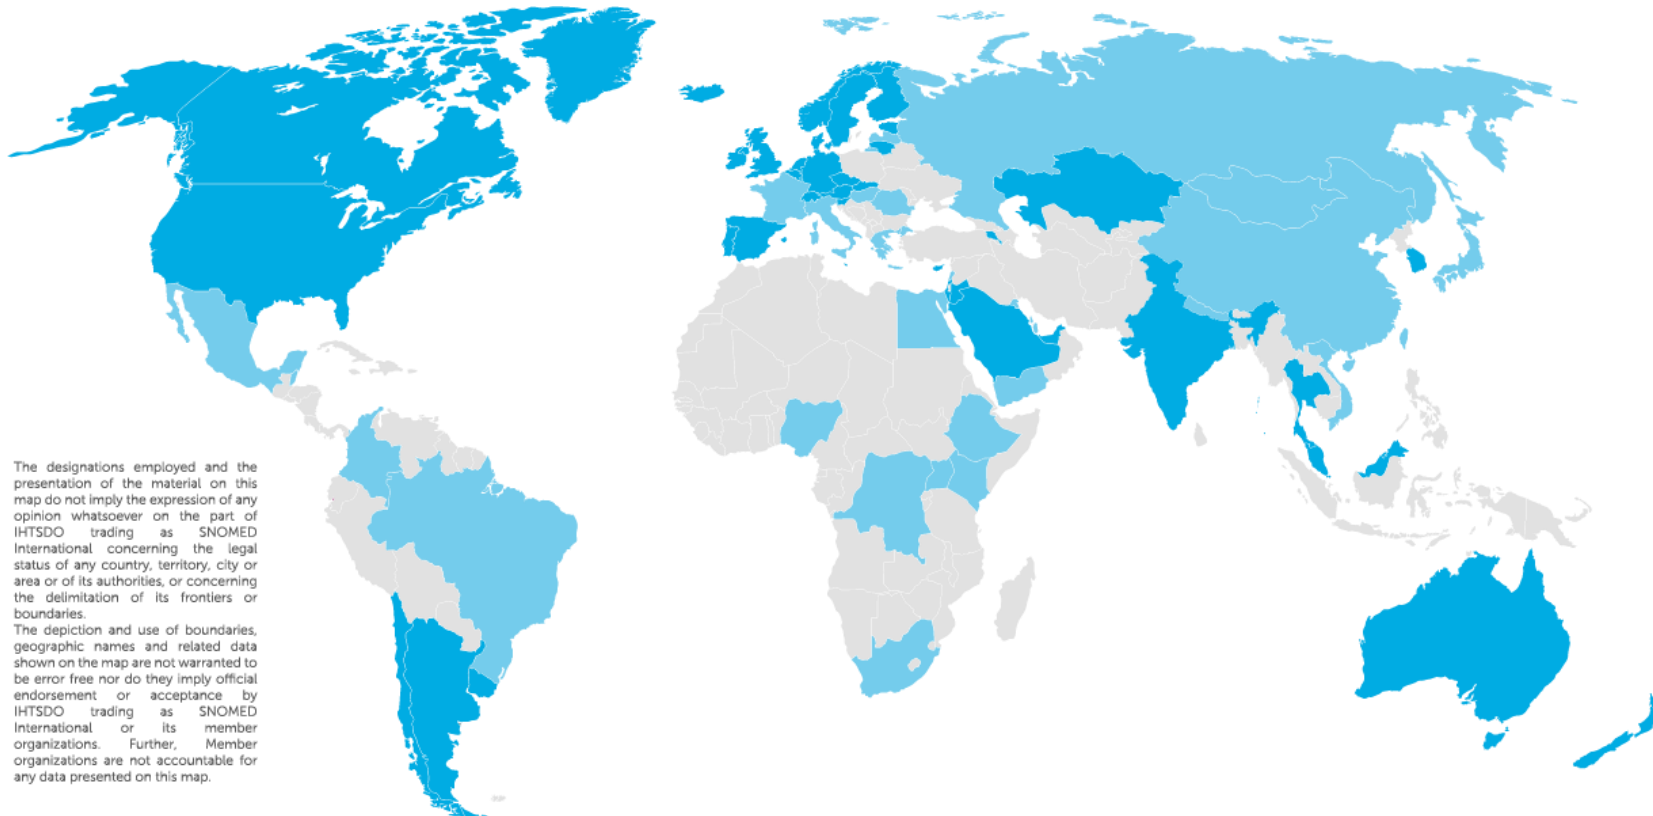 The designations employed and the
presentation of the material on this
map do not imply the expression of any
opinion whatsoever on the part of
IHTSDO trading as SNOMED
International concerning the legal
status of any country, territory, city or
area or of its authorities, or concerning
the delimitation of its frontiers or
boundaries.
The depiction and use of boundaries,
geographic names and related data
shown on the map are not warranted to
be error free nor do they imply official
endorsement or acceptance by
IHTSDO trading as SNOMED
International or its member
organizations. Further, Member
organizations are not accountable for
any data presented on this map.